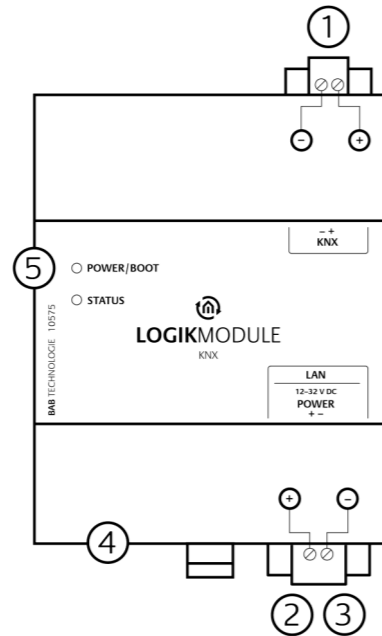 1
− +
− +
KNX
5
POWER/BOOT
STATUS
BAB TECHNOLOGIE 10575
LOGIKMODULE
KNX
LAN
12–32 V DC
POWER
+ −
+ −
4
2 3